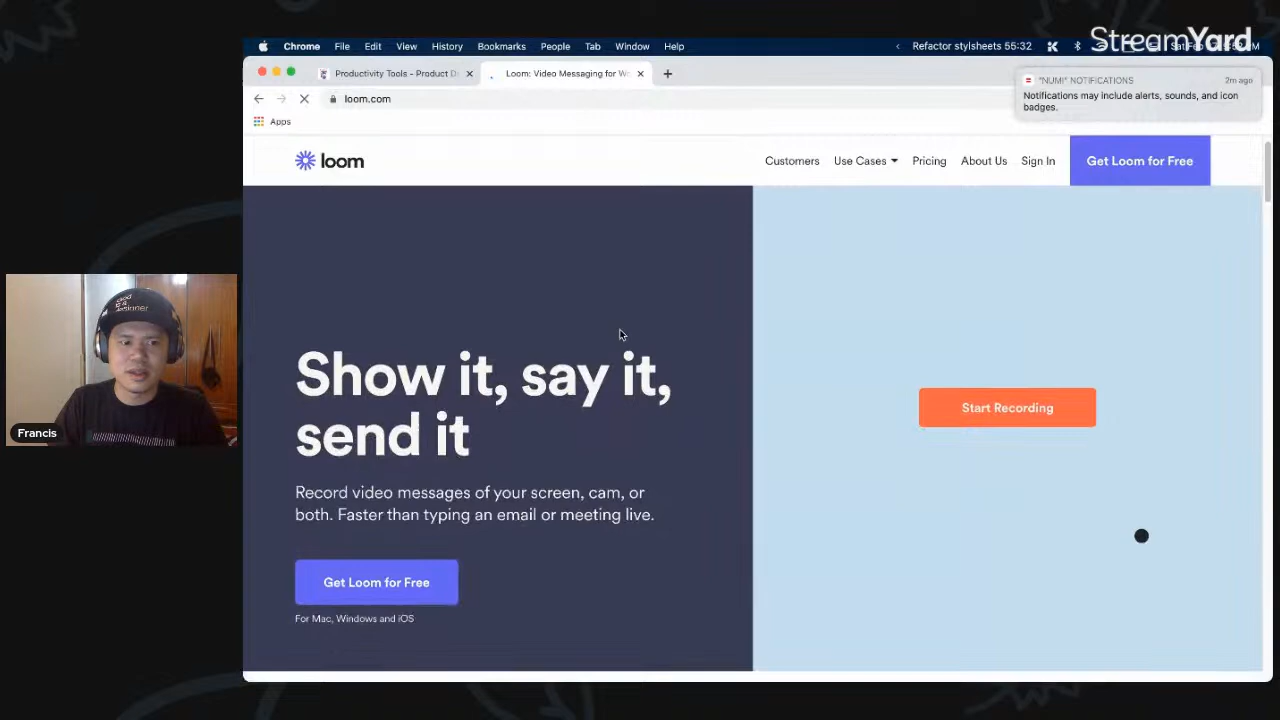 StreamYard
Chrome File Edit View History Bookmarks People Tab Window Help
Refactor stylsheets 55:32
Productivity Tools - Product D
Loom: Video Messaging for W
"NUMI" NOTIFICATIONS 2m ago
Notifications may include alerts, sounds, and icon
badges.
loom.com
Apps
loom
Customers Use Cases Pricing About Us Sign In Get Loom for Free
Show it, say it,
send it
Start Recording
Record video messages of your screen, cam, or
both. Faster than typing an email or meeting live.
Get Loom for Free
For Mac, Windows and iOS
Francis